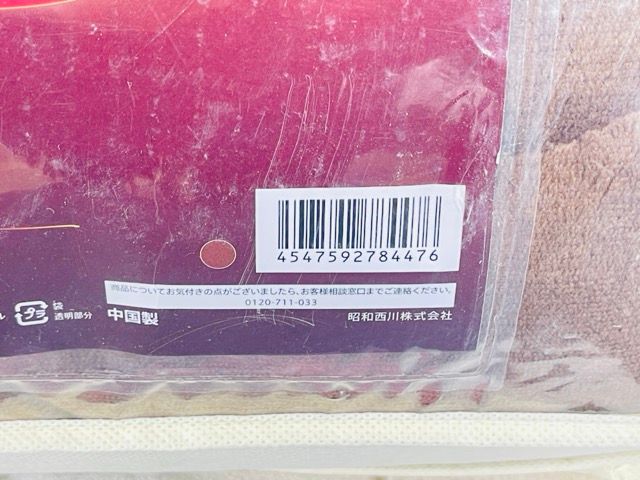 4547592784476
商品についてお気付きの点がございましたら、お客様相談窓口までご連絡ください。
0120-711-033
プラ 袋
透明部分
中国製
昭和西川株式会社